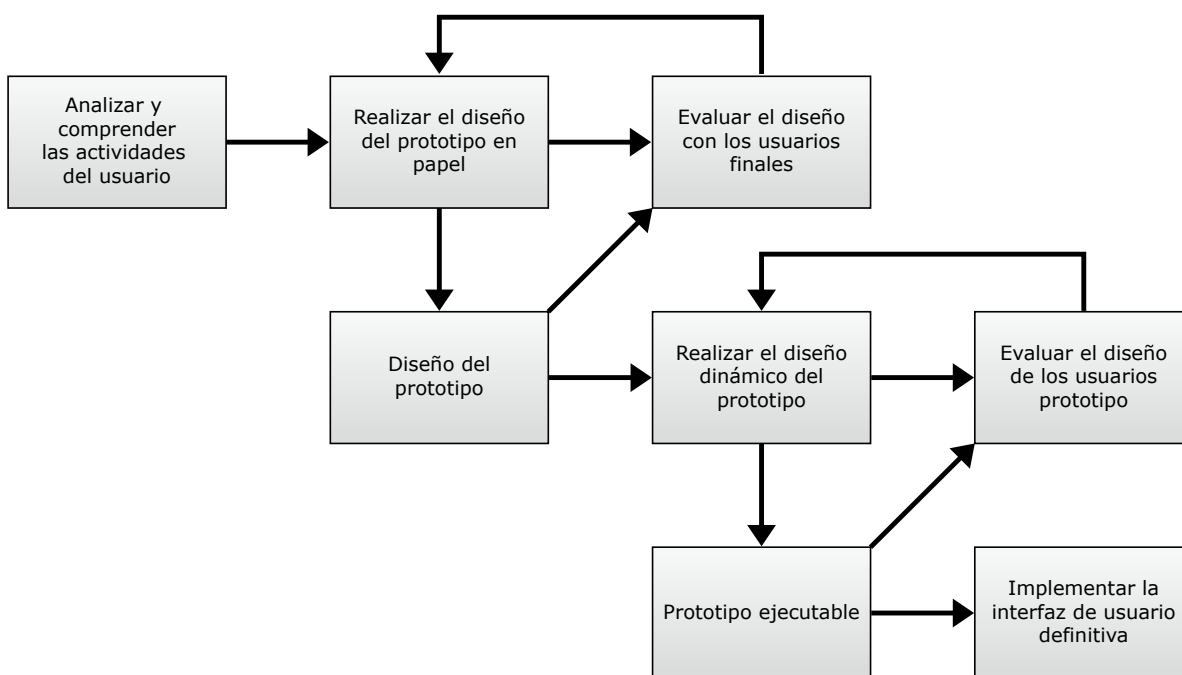 Analizar y
comprender
las actividades
del usuario
Realizar el diseño
del prototipo en
papel
Evaluar el diseño
con los usuarios
finales
Diseño del
prototipo
Realizar el diseño
dinámico del
prototipo
Evaluar el diseño
de los usuarios
prototipo
Prototipo ejecutable
Implementar la
interfaz de usuario
definitiva